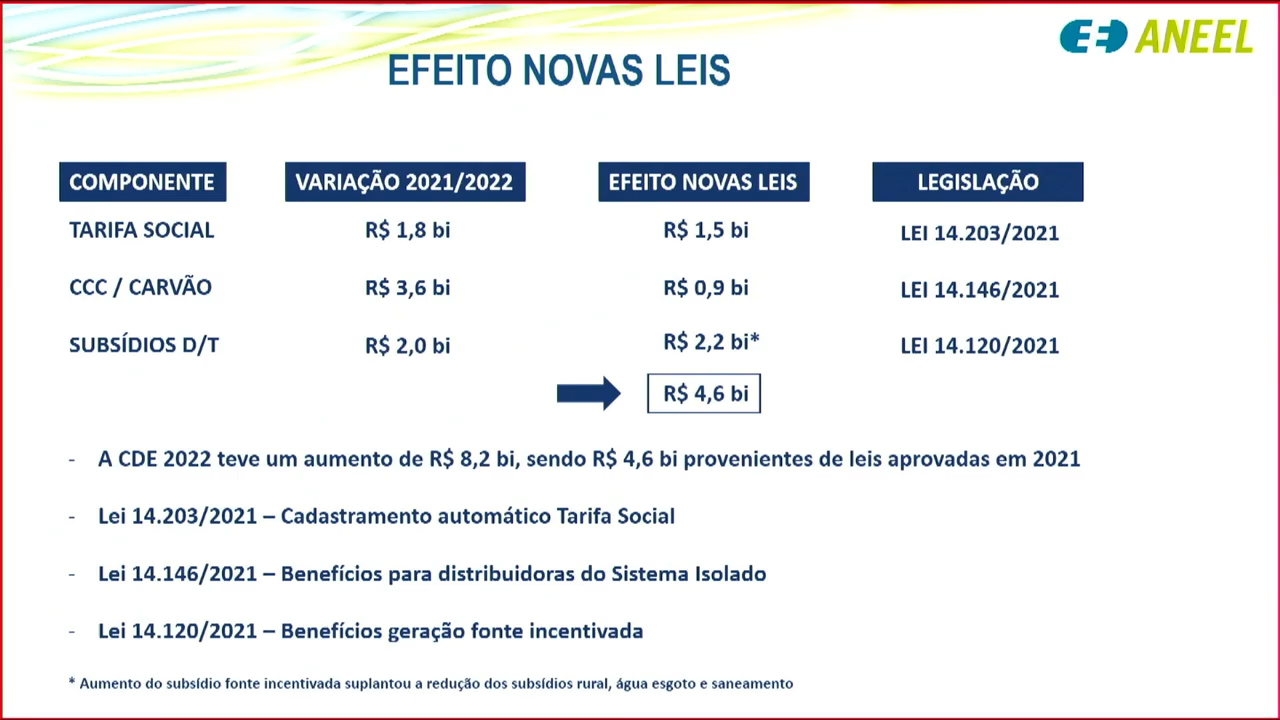 ANEEL
EFEITO NOVAS LEIS
COMPONENTE VARIAÇÃO 2021/2022 EFEITO NOVAS LEIS LEGISLAÇÃO
TARIFA SOCIAL R$ 1,8 bi R$ 1,5 bi LEI 14.203/2021
CCC / CARVÃO R$ 3,6 bi R$ 0,9 bi LEI 14.146/2021
SUBSÍDIOS D/T R$ 2,0 bi R$ 2,2 bi* LEI 14.120/2021
R$ 4,6 bi
- A CDE 2022 teve um aumento de R$ 8,2 bi, sendo R$ 4,6 bi provenientes de leis aprovadas em 2021
- Lei 14.203/2021 – Cadastramento automático Tarifa Social
- Lei 14.146/2021 – Benefícios para distribuidoras do Sistema Isolado
- Lei 14.120/2021 – Benefícios geração fonte incentivada
* Aumento do subsídio fonte incentivada suplantou a redução dos subsídios rural, água esgoto e saneamento